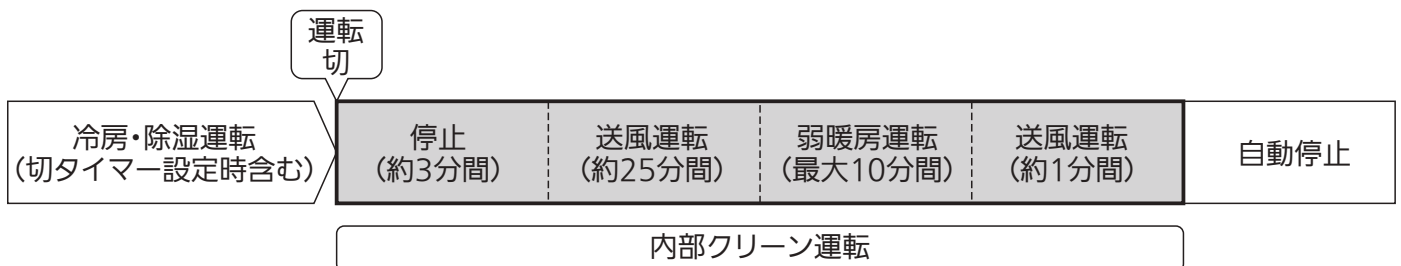 運転
切
冷房・除湿運転
(切タイマー設定時含む)
停止
(約3分間)
送風運転
(約25分間)
弱暖房運転
(最大10分間)
送風運転
(約1分間)
自動停止
内部クリーン運転